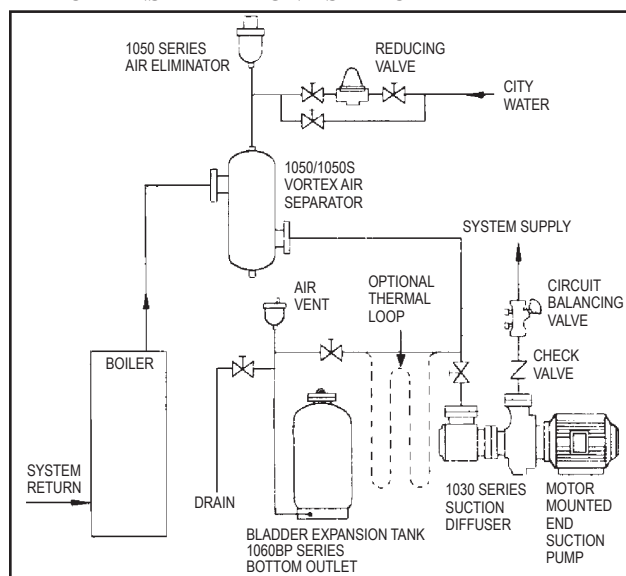 1050 SERIES
AIR ELIMINATOR
REDUCING
VALVE
CITY
WATER
1050/1050S
VORTEX AIR
SEPARATOR
SYSTEM SUPPLY
AIR
VENT
OPTIONAL
THERMAL
LOOP
CIRCUIT
BALANCING
VALVE
BOILER
CHECK
VALVE
SYSTEM
RETURN
DRAIN
BLADDER EXPANSION TANK
1060BP SERIES
BOTTOM OUTLET
1030 SERIES
SUCTION
DIFFUSER
MOTOR
MOUNTED
END
SUCTION
PUMP